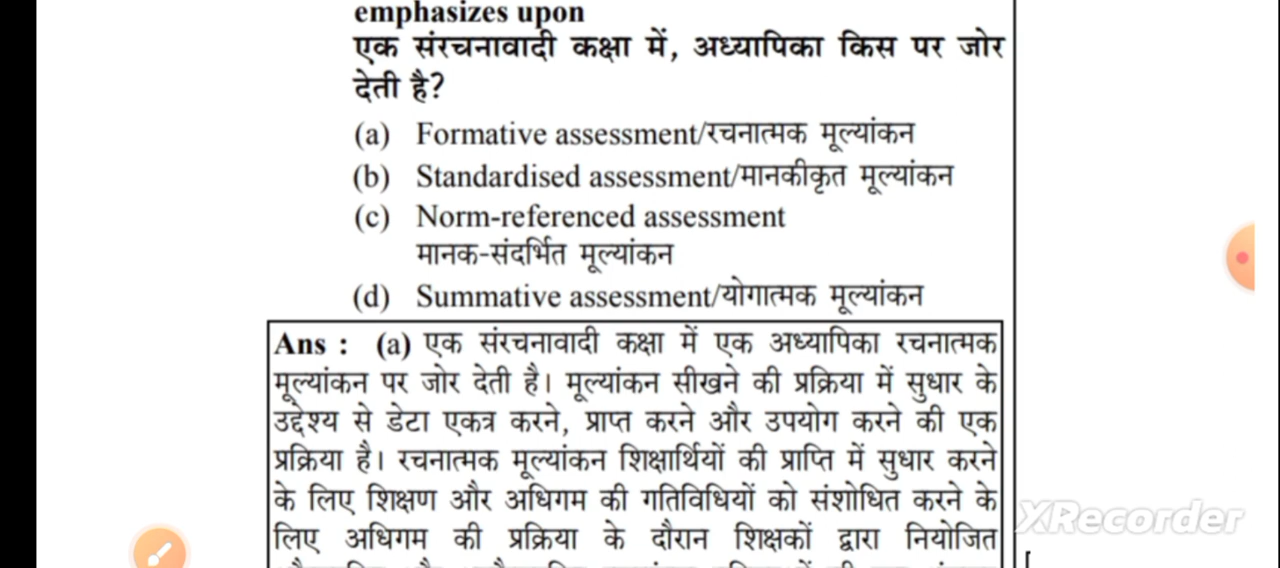 emphasizes upon
एक संरचनावादी कक्षा में, अध्यापिका किस पर जोर
देती है?
(a) Formative assessment/रचनात्मक मूल्यांकन
(b) Standardised assessment/मानकीकृत मूल्यांकन
(c) Norm-referenced assessment
मानक-संदर्भित मूल्यांकन
(d) Summative assessment/योगात्मक मूल्यांकन
Ans : (a) एक संरचनावादी कक्षा में एक अध्यापिका रचनात्मक
मूल्यांकन पर जोर देती है। मूल्यांकन सीखने की प्रक्रिया में सुधार के
उद्देश्य से डेटा एकत्र करने, प्राप्त करने और उपयोग करने की एक
प्रक्रिया है। रचनात्मक मूल्यांकन शिक्षार्थियों की प्राप्ति में सुधार करने
के लिए शिक्षण और अधिगम की गतिविधियों को संशोधित करने के
लिए अधिगम की प्रक्रिया के दौरान शिक्षकों द्वारा नियोजित
XRecorder